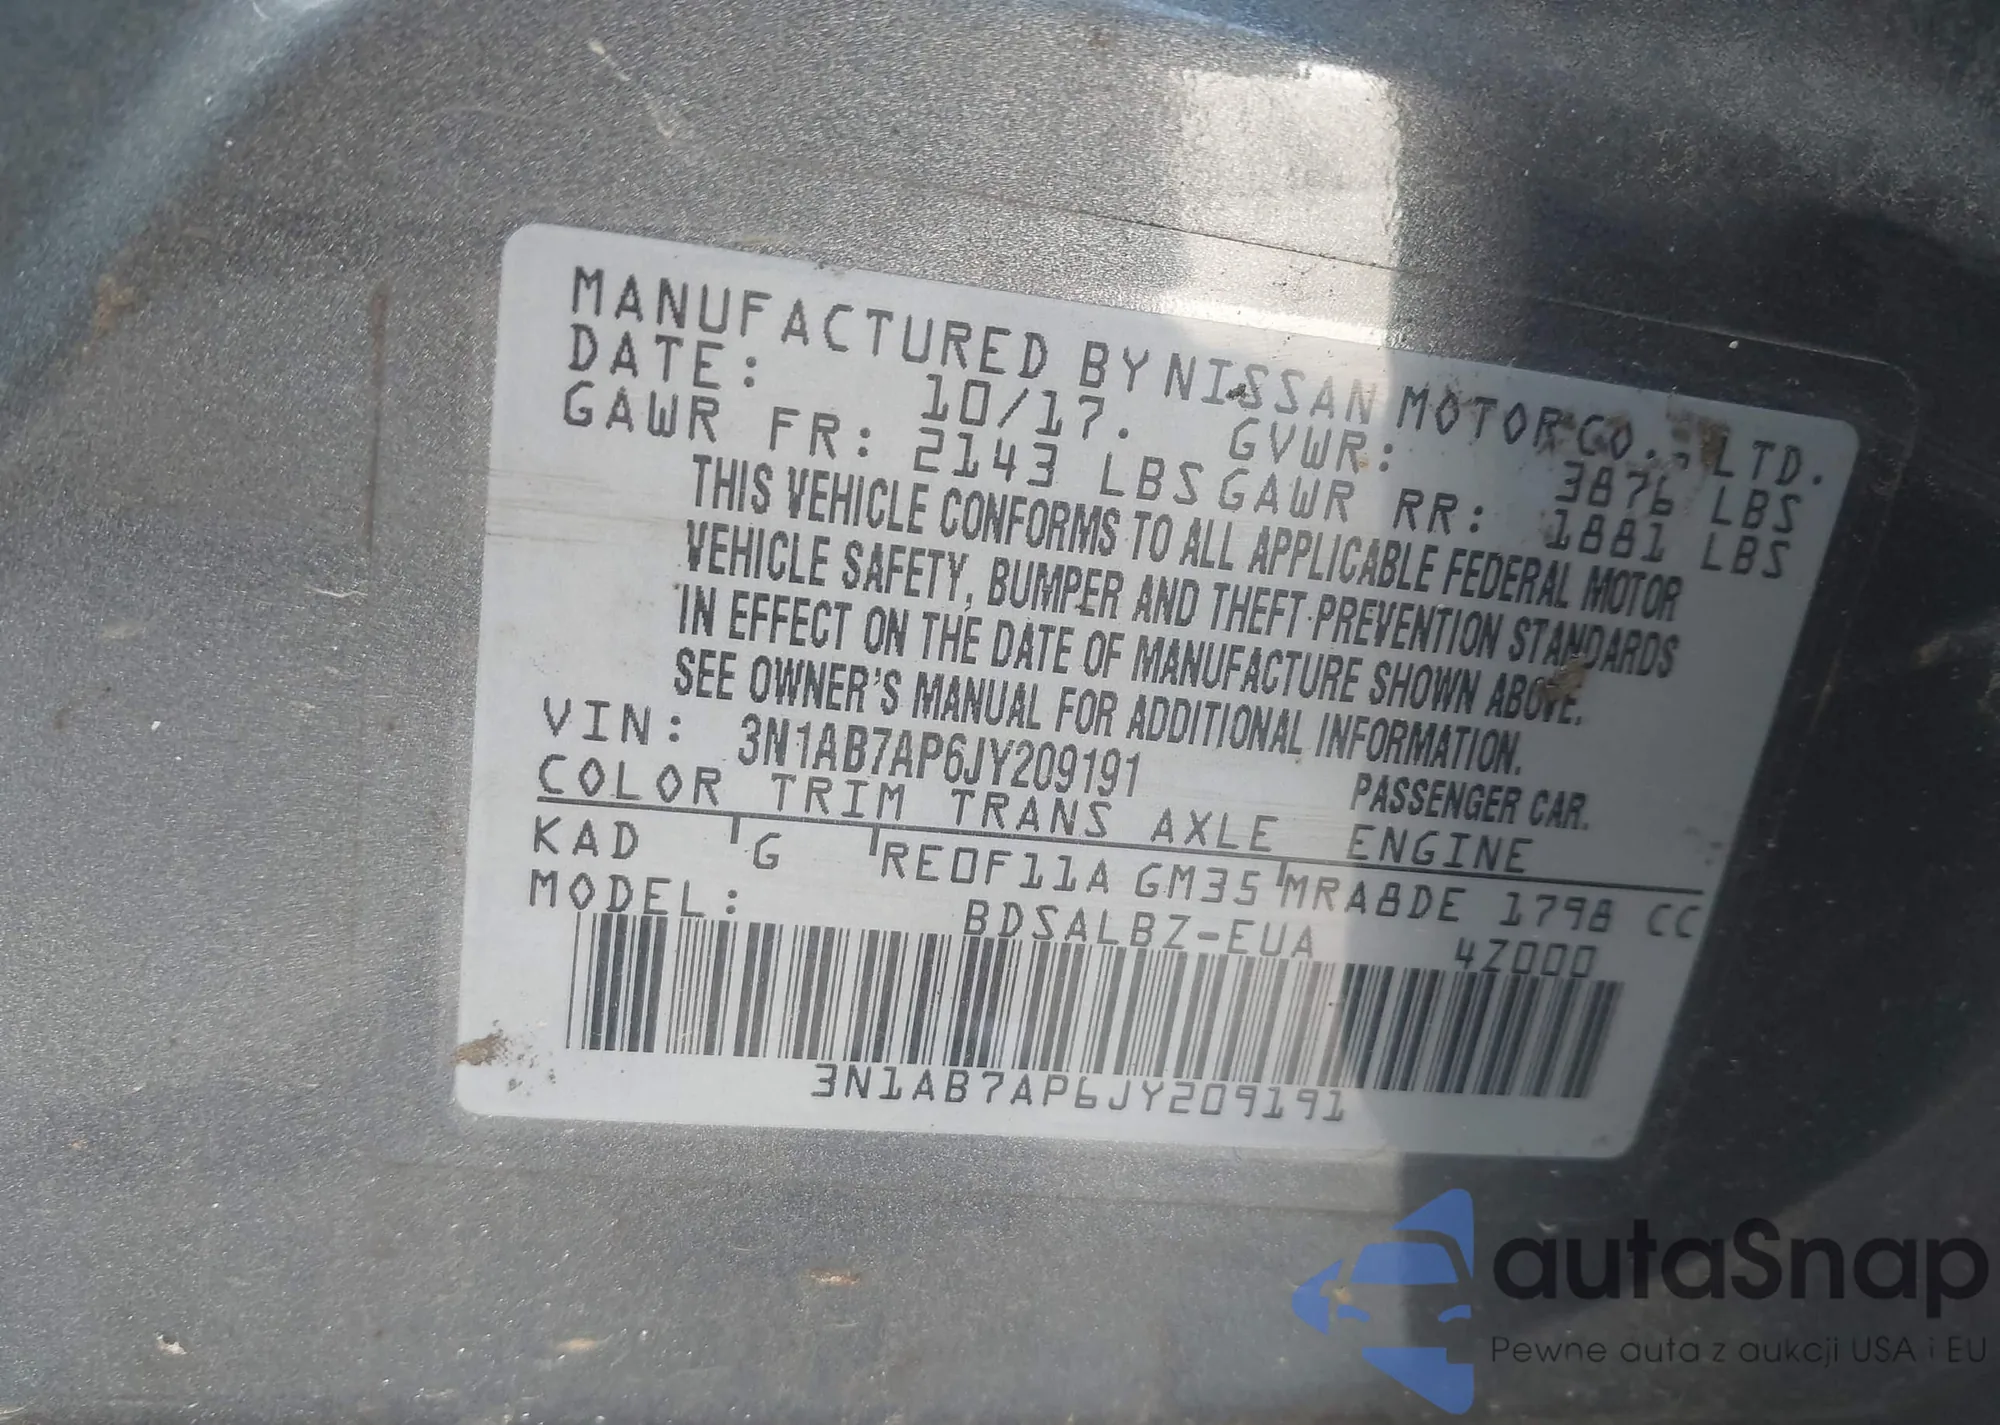 MANUFACTURED BY NISSAN MOTOR CO., LTD.
DATE: 10/17. GVWR: 3876 LBS
GAWR FR: 2143 LBS GAWR RR: 1881 LBS
THIS VEHICLE CONFORMS TO ALL APPLICABLE FEDERAL MOTOR
VEHICLE SAFETY, BUMPER AND THEFT PREVENTION STANDARDS
IN EFFECT ON THE DATE OF MANUFACTURE SHOWN ABOVE.
SEE OWNER'S MANUAL FOR ADDITIONAL INFORMATION.
VIN: 3N1AB7AP6JY209191 PASSENGER CAR.
COLOR TRIM TRANS AXLE ENGINE
KAD G RE0F11A GM35 MRA8DE 1798 CC
MODEL: BDSALBZ-EUA 4Z000
3N1AB7AP6JY209191
autaSnap
Pewne auta z aukcji USA i EU